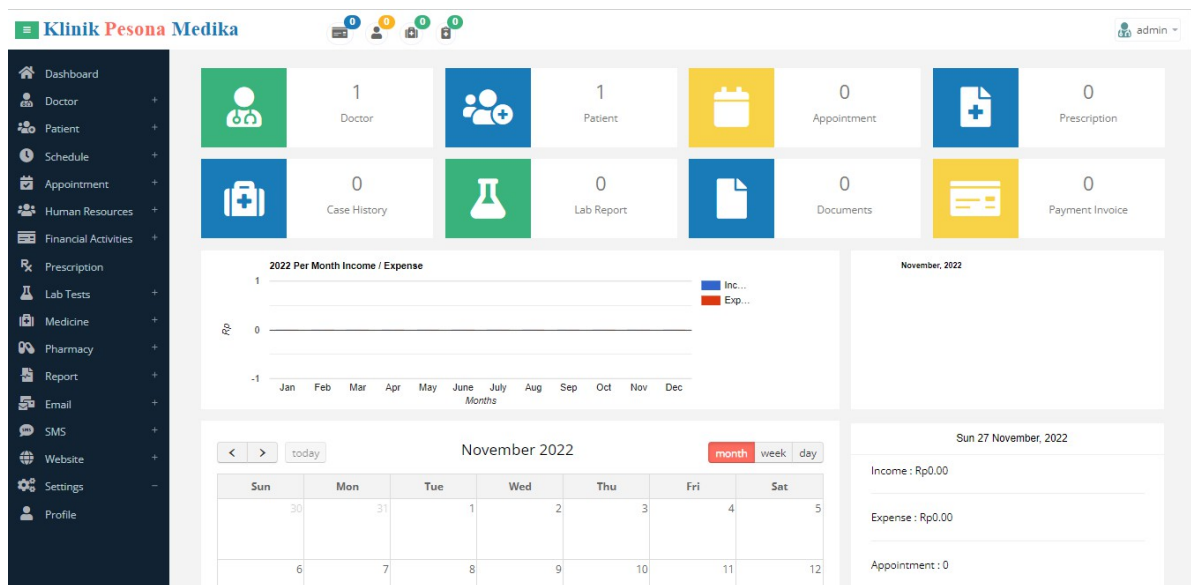 Klinik Pesona Medika
0 0 0 0
admin
Dashboard
Doctor +
Patient +
Schedule +
Appointment +
Human Resources +
Financial Activities +
Prescription
Lab Tests +
Medicine +
Pharmacy +
Report +
Email +
SMS +
Website +
Settings −
Profile
1
Doctor
1
Patient
0
Appointment
0
Prescription
0
Case History
0
Lab Report
0
Documents
0
Payment Invoice
2022 Per Month Income / Expense
Inc...
Exp...
1
0
-1
Rp
Jan Feb Mar Apr May June July Aug Sep Oct Nov Dec
Months
November, 2022
< > today
November 2022
month week day
Sun Mon Tue Wed Thu Fri Sat
30 31 1 2 3 4 5
6 7 8 9 10 11 12
Sun 27 November, 2022
Income : Rp0.00
Expense : Rp0.00
Appointment : 0